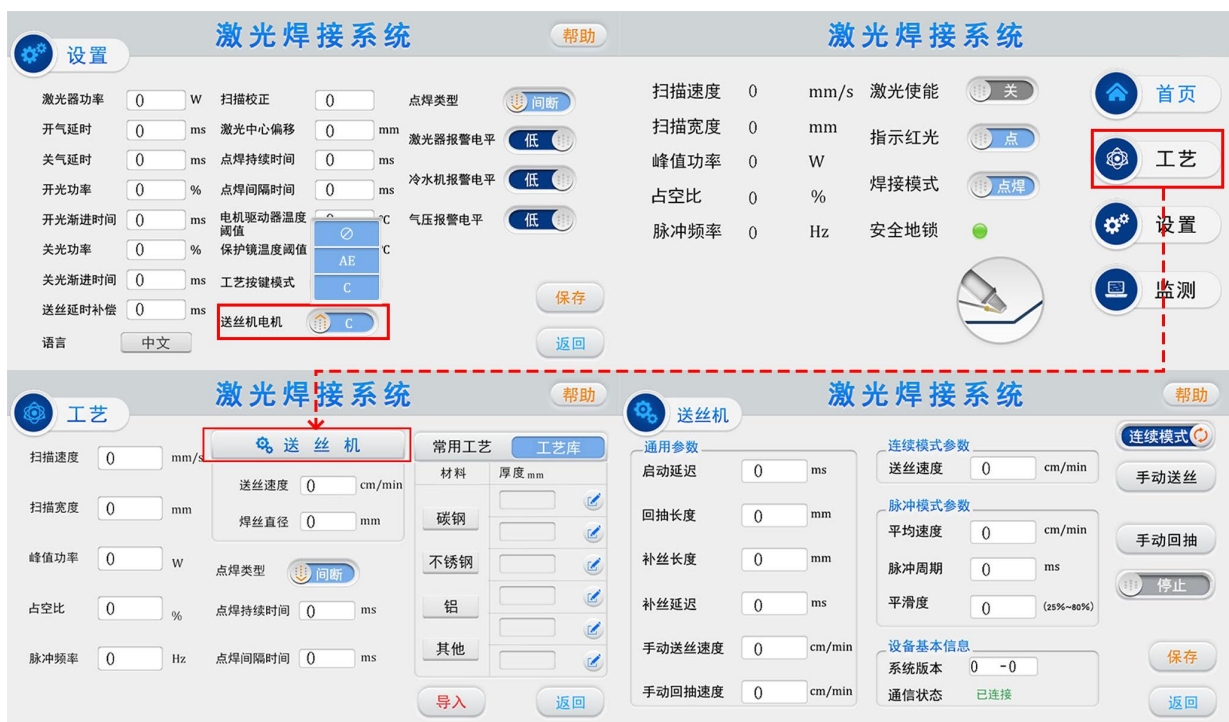 激光焊接系统
设置
帮助
激光器功率 0 W 扫描校正 0 点焊类型 间断
开气延时 0 ms 激光中心偏移 0 mm 激光器报警电平 低
关气延时 0 ms 点焊持续时间 0 ms
开光功率 0 % 点焊间隔时间 0 ms 冷水机报警电平 低
开光渐进时间 0 ms 电机驱动器温度 ℃ 气压报警电平 低
阈值
∅
关光功率 0 % 保护镜温度阈值 ℃
AE
关光渐进时间 0 ms 工艺按键模式 C
送丝延时补偿 0 ms 送丝机电机 C
保存
语言 中文
返回
激光焊接系统
扫描速度 0 mm/s 激光使能 关 首页
扫描宽度 0 mm 指示红光 点
峰值功率 0 W 工艺
占空比 0 % 焊接模式 点焊
脉冲频率 0 Hz 安全地锁 设置
监测
激光焊接系统
工艺
帮助
送丝机 常用工艺 工艺库
扫描速度 0 mm/s 材料 厚度mm
送丝速度 0 cm/min
扫描宽度 0 mm 焊丝直径 0 mm 碳钢
峰值功率 0 W 点焊类型 间断 不锈钢
占空比 0 % 点焊持续时间 0 ms 铝
脉冲频率 0 Hz 点焊间隔时间 0 ms 其他
导入 返回
激光焊接系统
送丝机
帮助
通用参数 连续模式参数 连续模式
启动延迟 0 ms 送丝速度 0 cm/min 手动送丝
回抽长度 0 mm 脉冲模式参数
平均速度 0 cm/min 手动回抽
补丝长度 0 mm 脉冲周期 0 ms 停止
补丝延迟 0 ms 平滑度 0 (25%~80%)
手动送丝速度 0 cm/min 设备基本信息
系统版本 0 -0 保存
手动回抽速度 0 cm/min 通信状态 已连接 返回